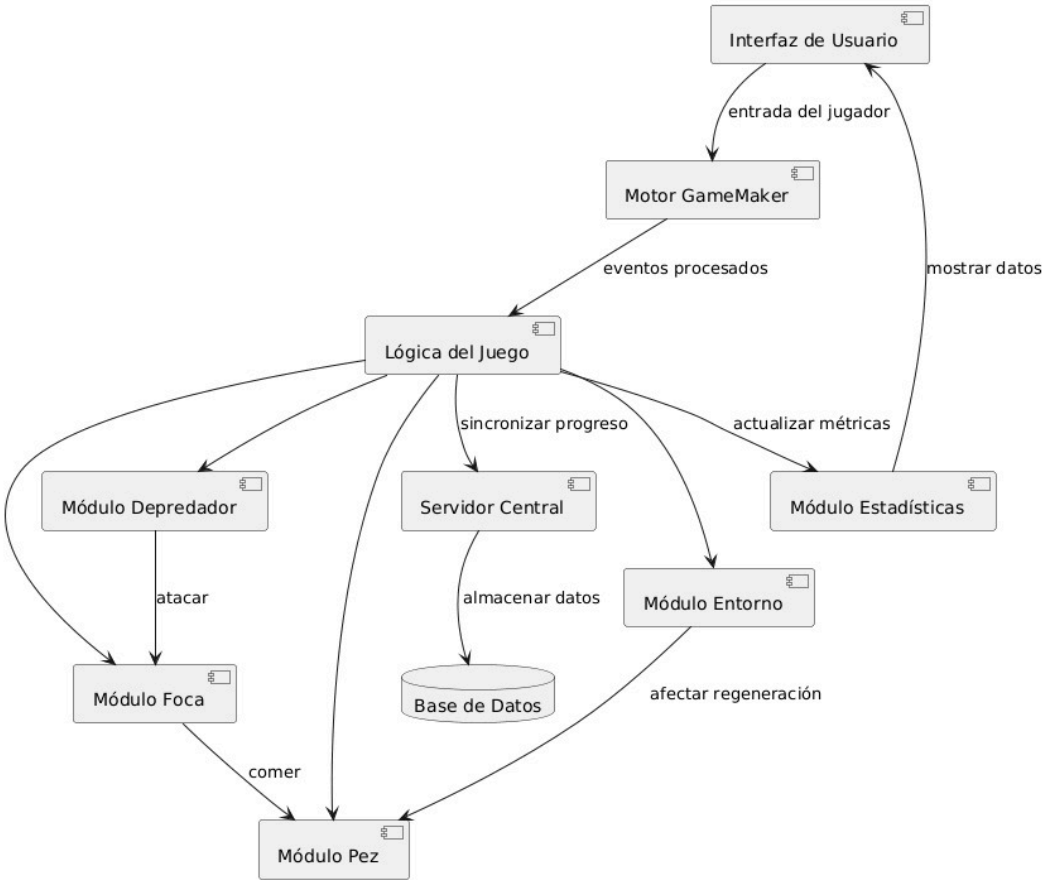 Interfaz de Usuario
entrada del jugador
Motor GameMaker
eventos procesados
mostrar datos
Lógica del Juego
sincronizar progreso
actualizar métricas
Módulo Depredador
Servidor Central
Módulo Estadísticas
atacar
almacenar datos
Módulo Entorno
Módulo Foca
Base de Datos
afectar regeneración
comer
Módulo Pez